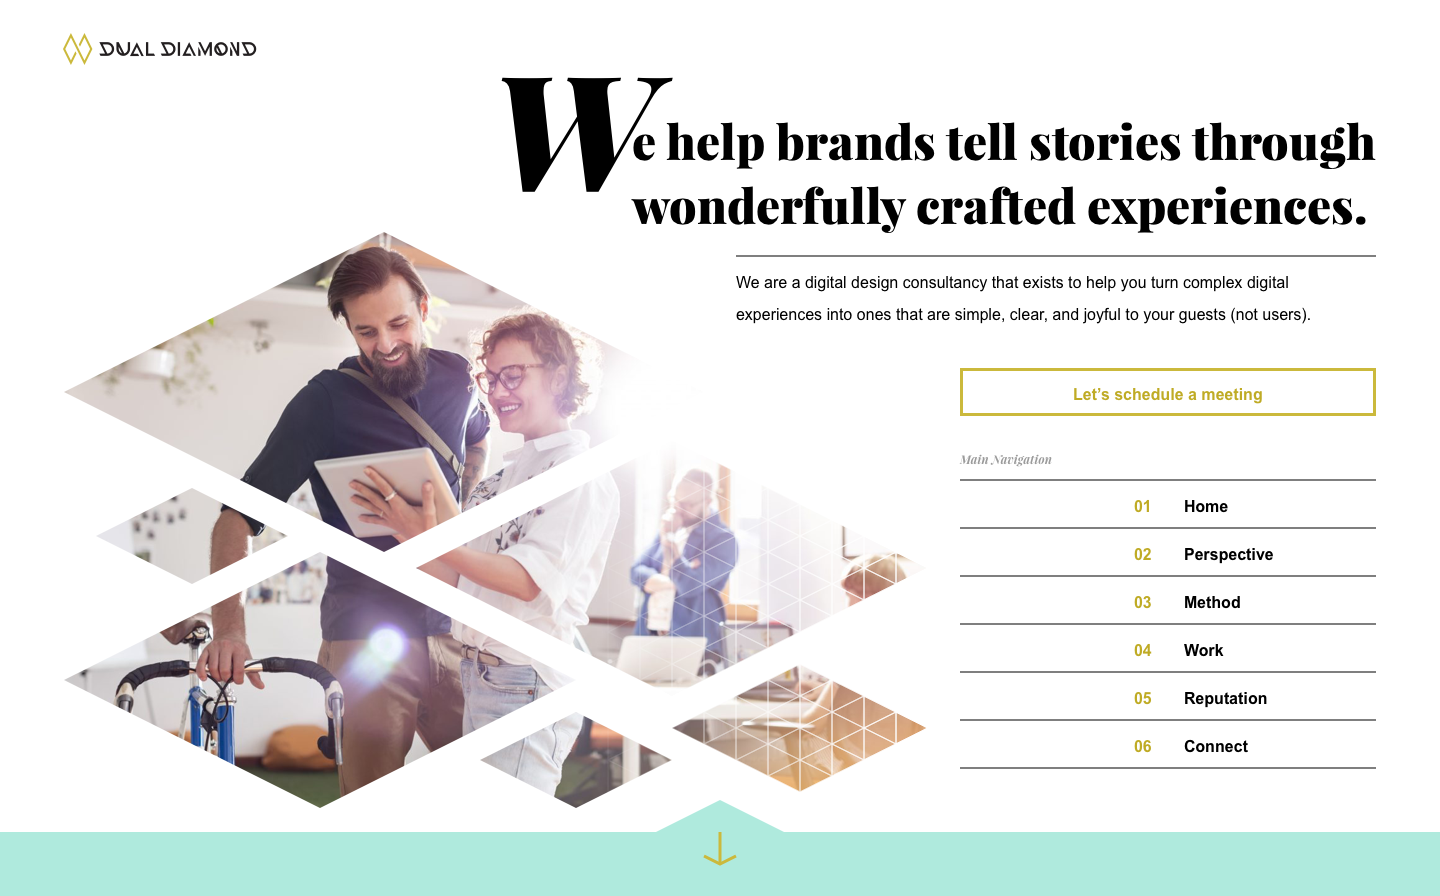 DUAL DIAMOND
We help brands tell stories through
wonderfully crafted experiences.
We are a digital design consultancy that exists to help you turn complex digital
experiences into ones that are simple, clear, and joyful to your guests (not users).
Let’s schedule a meeting
Main Navigation
01 Home
02 Perspective
03 Method
04 Work
05 Reputation
06 Connect